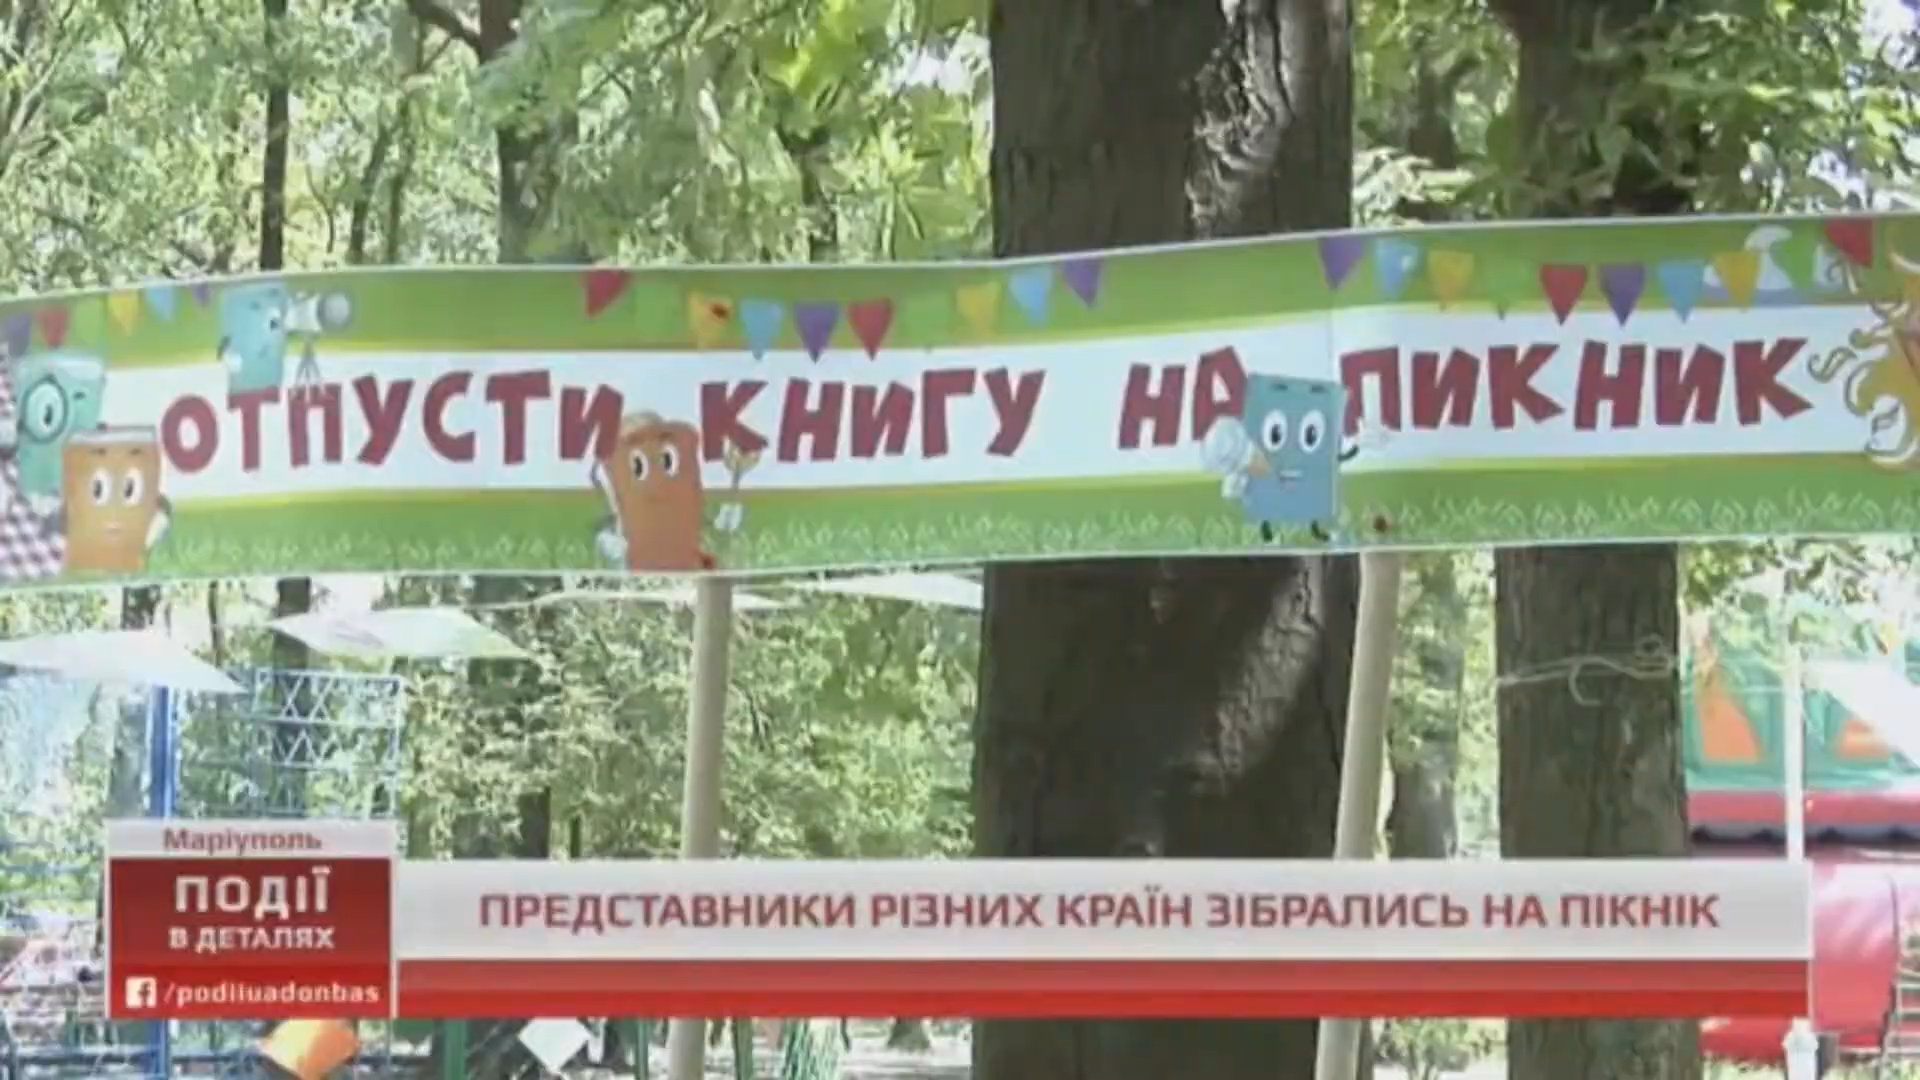 ОТПУСТИ КНИГУ НА ПИКНИК
Маріуполь
ПОДІЇ
В ДЕТАЛЯХ
/podiiuadonbas
ПРЕДСТАВНИКИ РІЗНИХ КРАЇН ЗІБРАЛИСЬ НА ПІКНІК